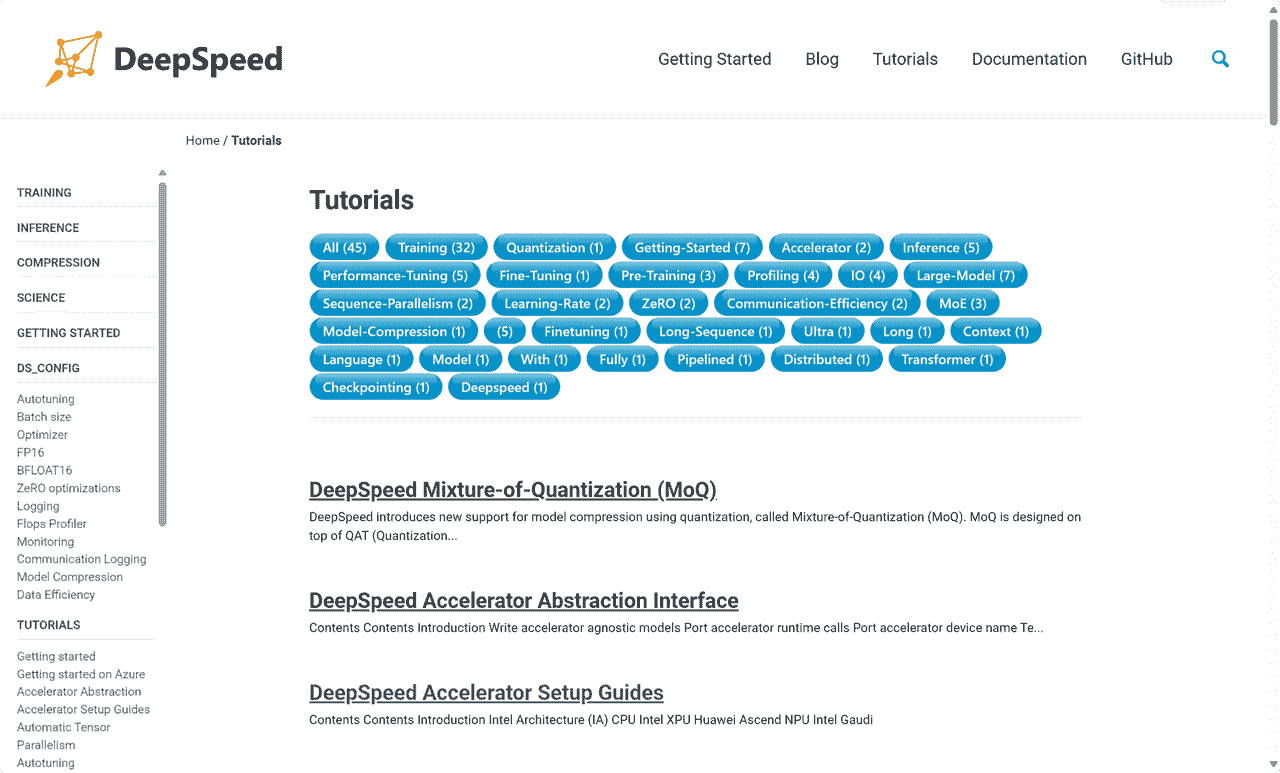 DeepSpeed
Getting Started Blog Tutorials Documentation GitHub
Home / Tutorials
TRAINING
INFERENCE
COMPRESSION
SCIENCE
GETTING STARTED
DS_CONFIG
Autotuning
Batch size
Optimizer
FP16
BFLOAT16
ZeRO optimizations
Logging
Flops Profiler
Monitoring
Communication Logging
Model Compression
Data Efficiency
TUTORIALS
Getting started
Getting started on Azure
Accelerator Abstraction
Accelerator Setup Guides
Automatic Tensor
Parallelism
Autotuning
Tutorials
All (45) Training (32) Quantization (1) Getting-Started (7) Accelerator (2) Inference (5)
Performance-Tuning (5) Fine-Tuning (1) Pre-Training (3) Profiling (4) IO (4) Large-Model (7)
Sequence-Parallelism (2) Learning-Rate (2) ZeRO (2) Communication-Efficiency (2) MoE (3)
Model-Compression (1) (5) Finetuning (1) Long-Sequence (1) Ultra (1) Long (1) Context (1)
Language (1) Model (1) With (1) Fully (1) Pipelined (1) Distributed (1) Transformer (1)
Checkpointing (1) Deepspeed (1)
DeepSpeed Mixture-of-Quantization (MoQ)
DeepSpeed introduces new support for model compression using quantization, called Mixture-of-Quantization (MoQ). MoQ is designed on
top of QAT (Quantization...
DeepSpeed Accelerator Abstraction Interface
Contents Contents Introduction Write accelerator agnostic models Port accelerator runtime calls Port accelerator device name Te...
DeepSpeed Accelerator Setup Guides
Contents Contents Introduction Intel Architecture (IA) CPU Intel XPU Huawei Ascend NPU Intel Gaudi